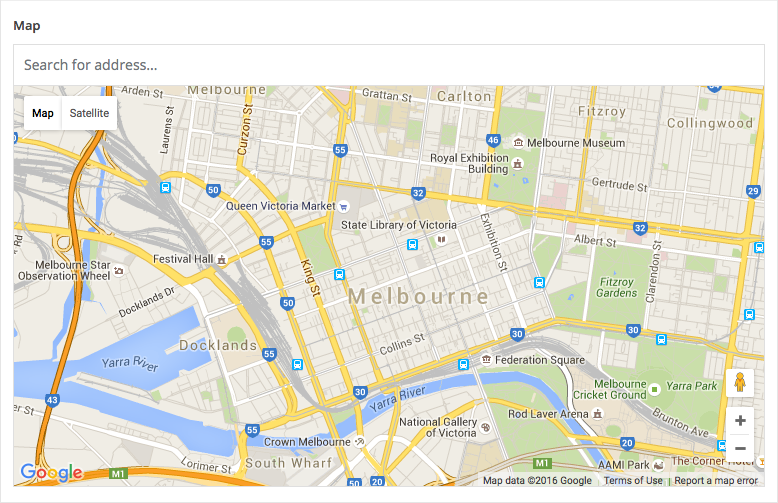 Map
Search for address...
Map
Satellite
Arden St
Melbourne
Grattan St
Carlton
Fitzroy
Collingwood
Laurens St
Curzon St
46
55
Melbourne Museum
Royal Exhibition
Building
Gertrude St
50
32
29
Queen Victoria Market
State Library of Victoria
Exhibition St
32
Albert St
55
Rd
Festival Hall
Melbourne Star
Observation Wheel
King St
Clarendon St
Fitzroy
Gardens
Docklands Dr
50
Melbourne
Docklands
Collins St
30
30
55
Yarra River
Federation Square
30
Yarra River
Melbourne
Cricket Ground
Yarra Park
43
Rod Laver Arena
Brunton Ave
ter St
55
Crown Melbourne
National Gallery
of Victoria
20
South Wharf
Lorimer St
M1
M1
AAMI Park
The Corner Hotel
Google
Map data ©2016 Google
Terms of Use
Report a map error